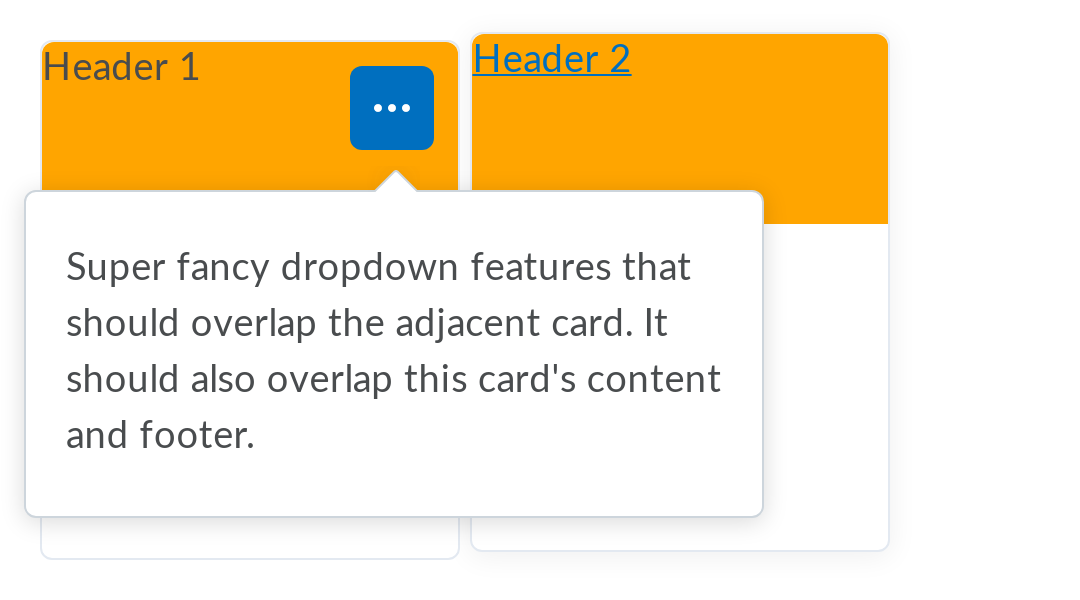 Header 1
Header 2
Super fancy dropdown features that
should overlap the adjacent card. It
should also overlap this card's content
and footer.